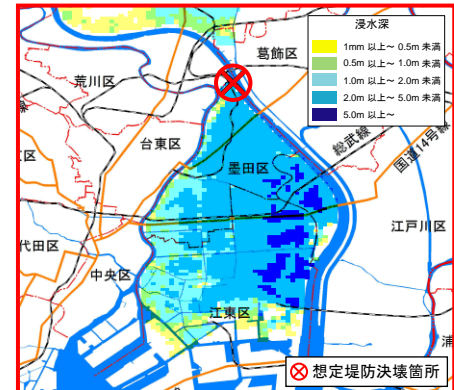 浸水深
1mm 以上～ 0.5m 未満
0.5m 以上～ 1.0m 未満
1.0m 以上～ 2.0m 未満
2.0m 以上～ 5.0m 未満
5.0m 以上～
葛飾区
荒川区
台東区
墨田区
総武線
国道14号線
江戸川区
代田区
中央区
江東区
浦
想定堤防決壊箇所